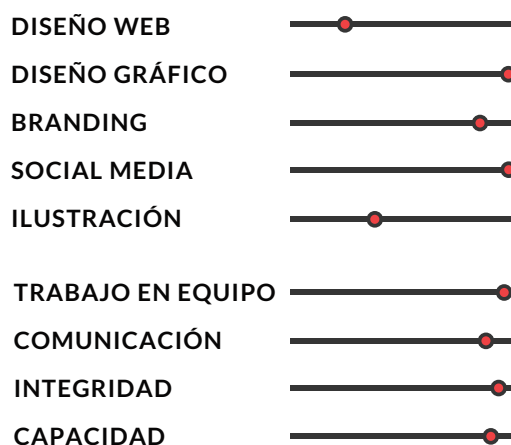 DISEÑO WEB
DISEÑO GRÁFICO
BRANDING
SOCIAL MEDIA
ILUSTRACIÓN
TRABAJO EN EQUIPO
COMUNICACIÓN
INTEGRIDAD
CAPACIDAD